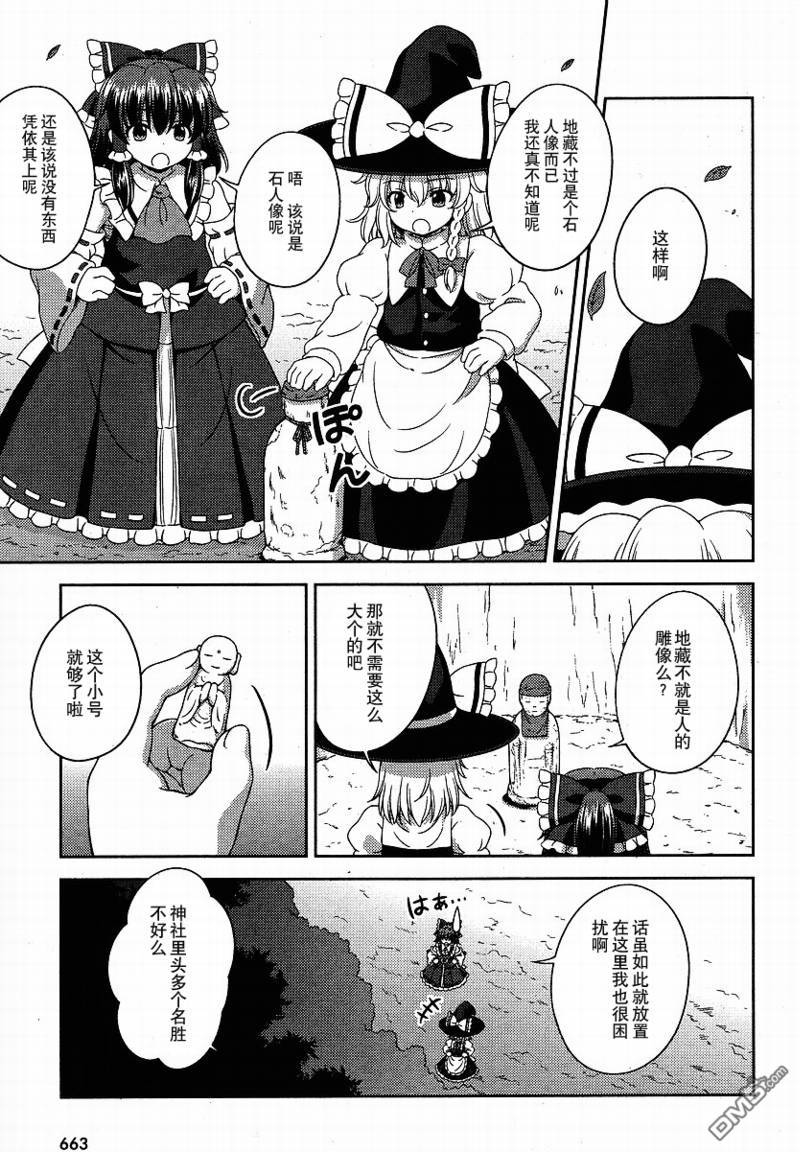 这样啊
地藏不过是个石
人像而已
我还真不知道呢
唔 该说是
石人像呢
还是该说没有东西
凭依其上呢
ぽん
地藏不就是人的
雕像么？
那就不需要这么
大个的吧
这个小号
就够了啦
话虽如此就放置
在这里我也很困
扰啊
はぁ…
神社里头多个名胜
不好么
663
DM5.com